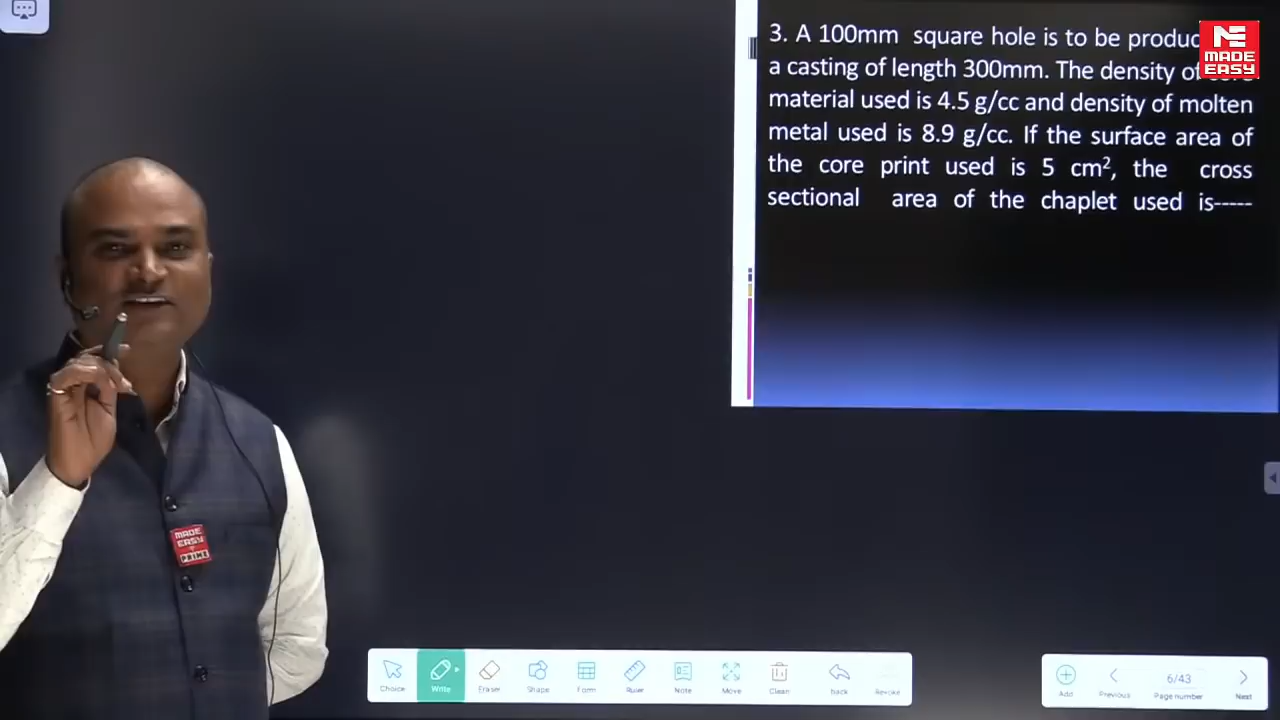 3. A 100mm square hole is to be produc
a casting of length 300mm. The density of
material used is 4.5 g/cc and density of molten
metal used is 8.9 g/cc. If the surface area of
the core print used is 5 cm², the cross
sectional area of the chaplet used is-----
MADE
EASY
MADE
EASY
PRIME
Choice
Write
Eraser
Shape
Form
Ruler
Note
Move
Clean
back
Revoke
Add
Previous
6/43
Page number
Next